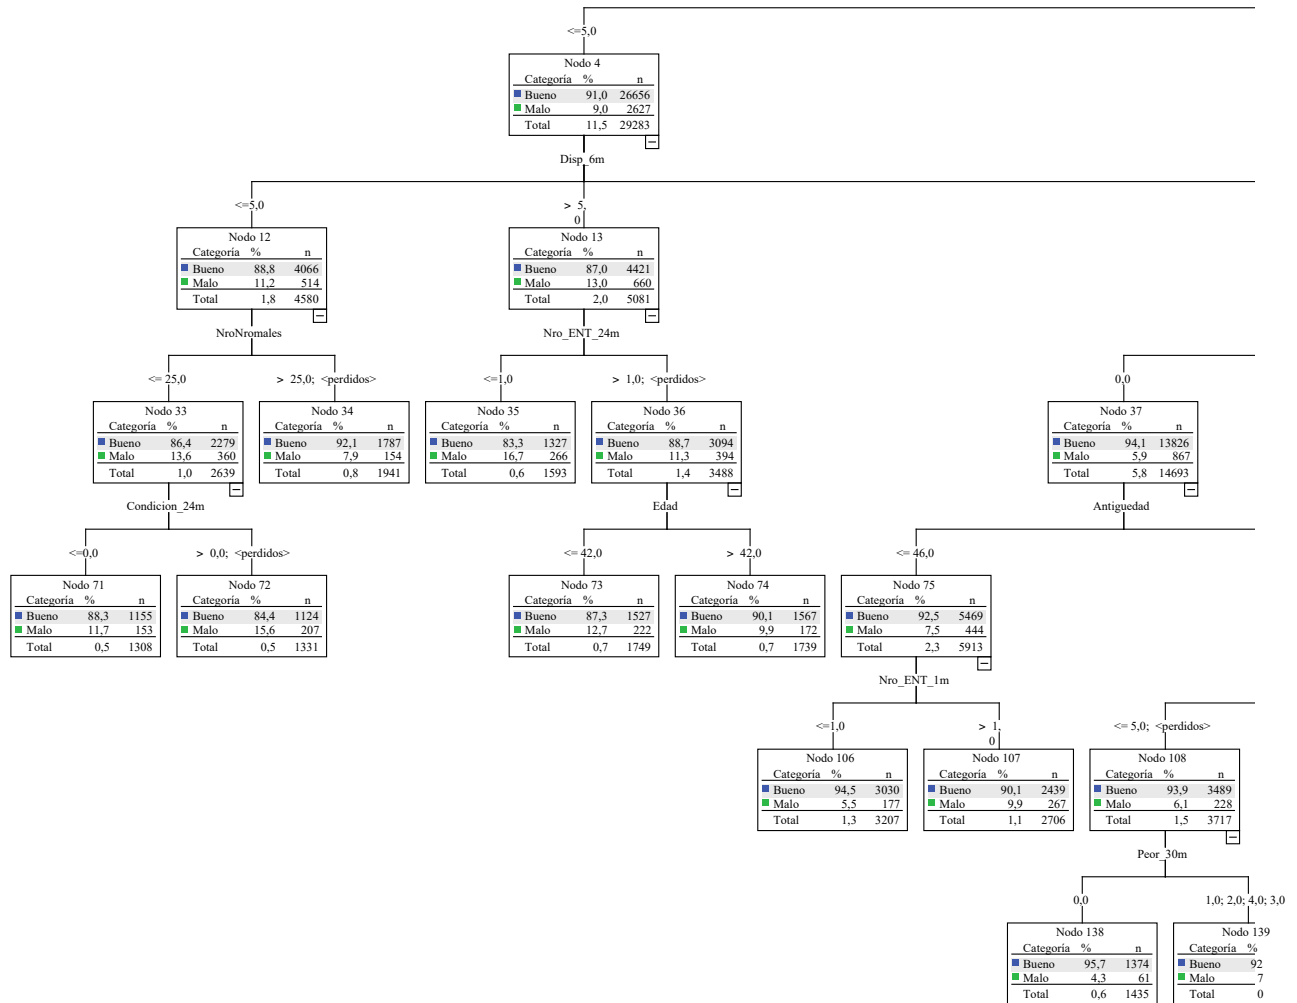 <=5,0
Nodo 4
Categoría % n
Bueno 91,0 26656
Malo 9,0 2627
Total 11,5 29283
Disp_6m
<=5,0
> 5,
0
Nodo 12
Categoría % n
Bueno 88,8 4066
Malo 11,2 514
Total 1,8 4580
Nodo 13
Categoría % n
Bueno 87,0 4421
Malo 13,0 660
Total 2,0 5081
NroNromales
Nro_ENT_24m
<= 25,0
> 25,0; <perdidos>
<=1,0
> 1,0; <perdidos>
0,0
Nodo 33
Categoría % n
Bueno 86,4 2279
Malo 13,6 360
Total 1,0 2639
Nodo 34
Categoría % n
Bueno 92,1 1787
Malo 7,9 154
Total 0,8 1941
Nodo 35
Categoría % n
Bueno 83,3 1327
Malo 16,7 266
Total 0,6 1593
Nodo 36
Categoría % n
Bueno 88,7 3094
Malo 11,3 394
Total 1,4 3488
Nodo 37
Categoría % n
Bueno 94,1 13826
Malo 5,9 867
Total 5,8 14693
Condicion_24m
Edad
Antiguedad
<=0,0
> 0,0; <perdidos>
<= 42,0
> 42,0
<= 46,0
Nodo 71
Categoría % n
Bueno 88,3 1155
Malo 11,7 153
Total 0,5 1308
Nodo 72
Categoría % n
Bueno 84,4 1124
Malo 15,6 207
Total 0,5 1331
Nodo 73
Categoría % n
Bueno 87,3 1527
Malo 12,7 222
Total 0,7 1749
Nodo 74
Categoría % n
Bueno 90,1 1567
Malo 9,9 172
Total 0,7 1739
Nodo 75
Categoría % n
Bueno 92,5 5469
Malo 7,5 444
Total 2,3 5913
Nro_ENT_1m
<=1,0
> 1,
0
<= 5,0; <perdidos>
Nodo 106
Categoría % n
Bueno 94,5 3030
Malo 5,5 177
Total 1,3 3207
Nodo 107
Categoría % n
Bueno 90,1 2439
Malo 9,9 267
Total 1,1 2706
Nodo 108
Categoría % n
Bueno 93,9 3489
Malo 6,1 228
Total 1,5 3717
Peor_30m
0,0
1,0; 2,0; 4,0; 3,0
Nodo 138
Categoría % n
Bueno 95,7 1374
Malo 4,3 61
Total 0,6 1435
Nodo 139
Categoría %
Bueno 92
Malo 7
Total 0